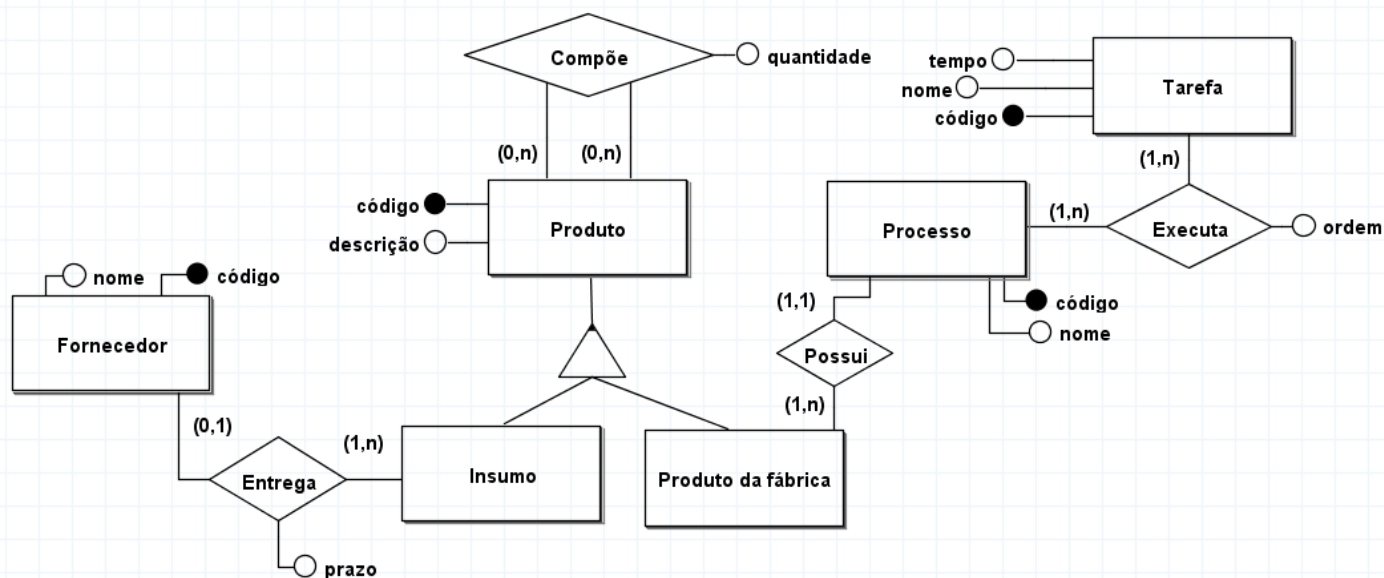 Compõe
quantidade
tempo
nome
código
Tarefa
(0,n)
(0,n)
(1,n)
código
descrição
Produto
Processo
(1,n)
Executa
ordem
nome
código
Fornecedor
(1,1)
código
nome
Possui
(0,1)
(1,n)
(1,n)
Entrega
Insumo
Produto da fábrica
prazo